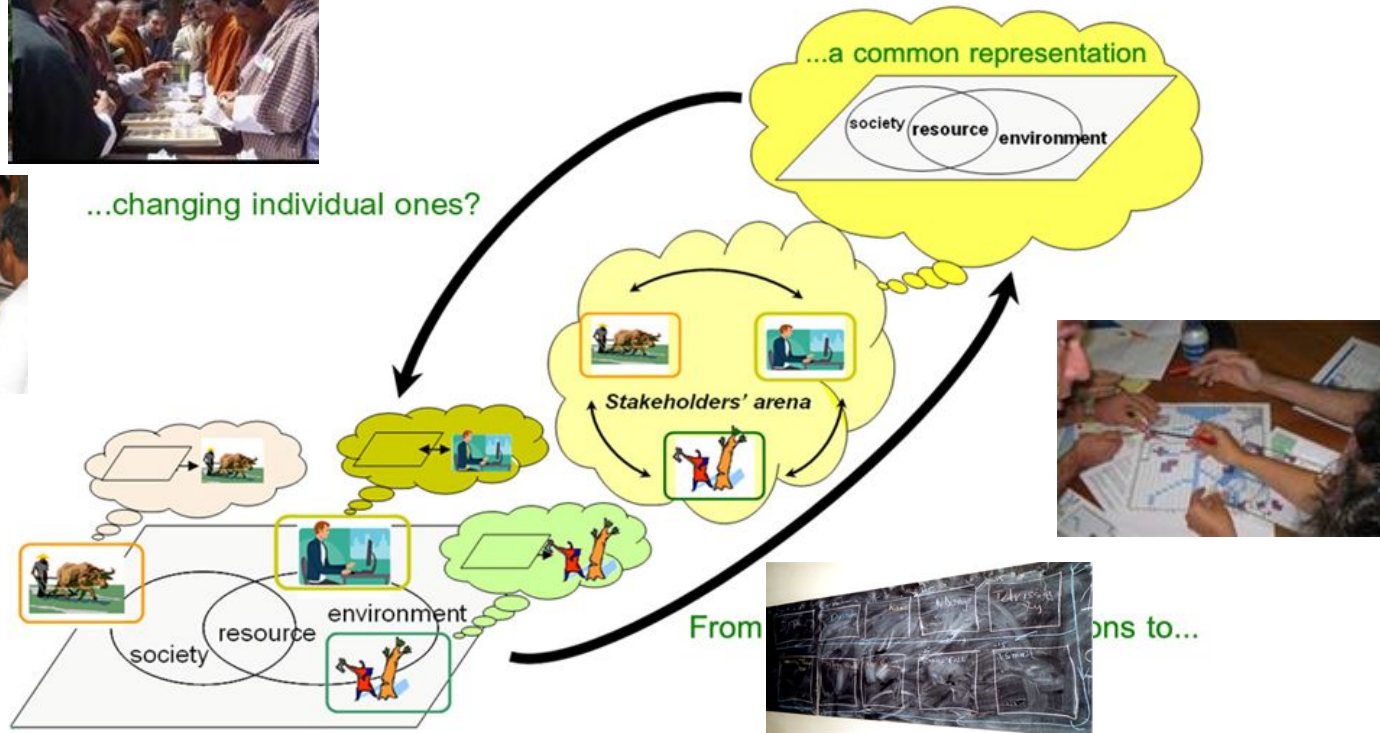 ...a common representation
society
resource
environment
...changing individual ones?
Stakeholders' arena
environment
resource
society
From
ons to...